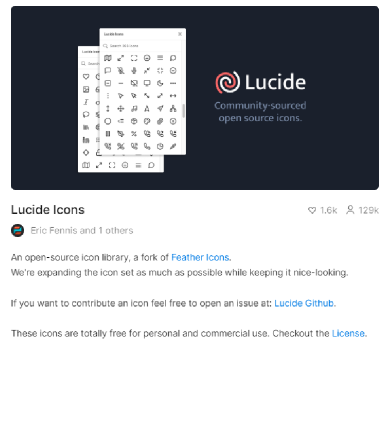 Lucide Icons
Lucide
Community-sourced
open source icons.
Lucide Icons
1.6k
129k
Eric Fennis and 1 others
An open-source icon library, a fork of Feather Icons.
We're expanding the icon set as much as possible while keeping it nice-looking.
If you want to contribute an icon feel free to open an issue at: Lucide Github.
These icons are totally free for personal and commercial use. Checkout the License.